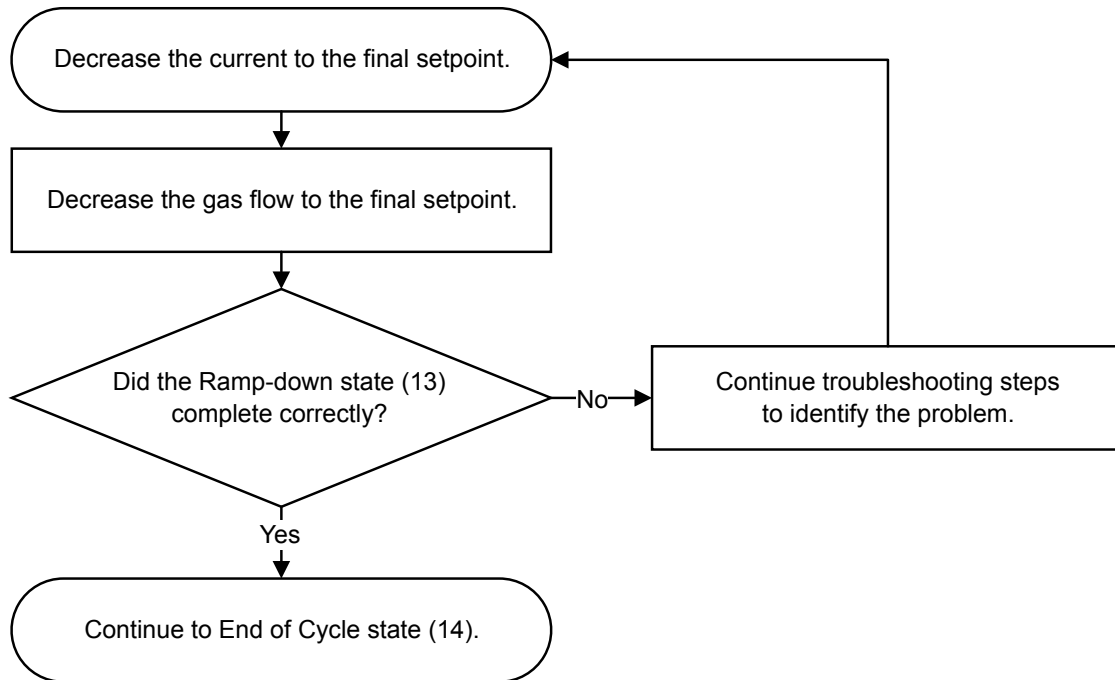 Decrease the current to the final setpoint.
Decrease the gas flow to the final setpoint.
Did the Ramp-down state (13)
complete correctly?
No
Continue troubleshooting steps
to identify the problem.
Yes
Continue to End of Cycle state (14).